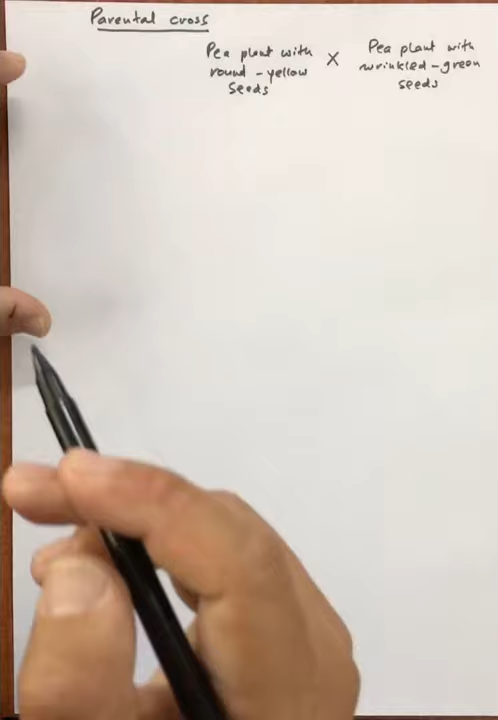 Parental cross
Pea plant with × Pea plant with
round - yellow wrinkled - green
seeds seeds